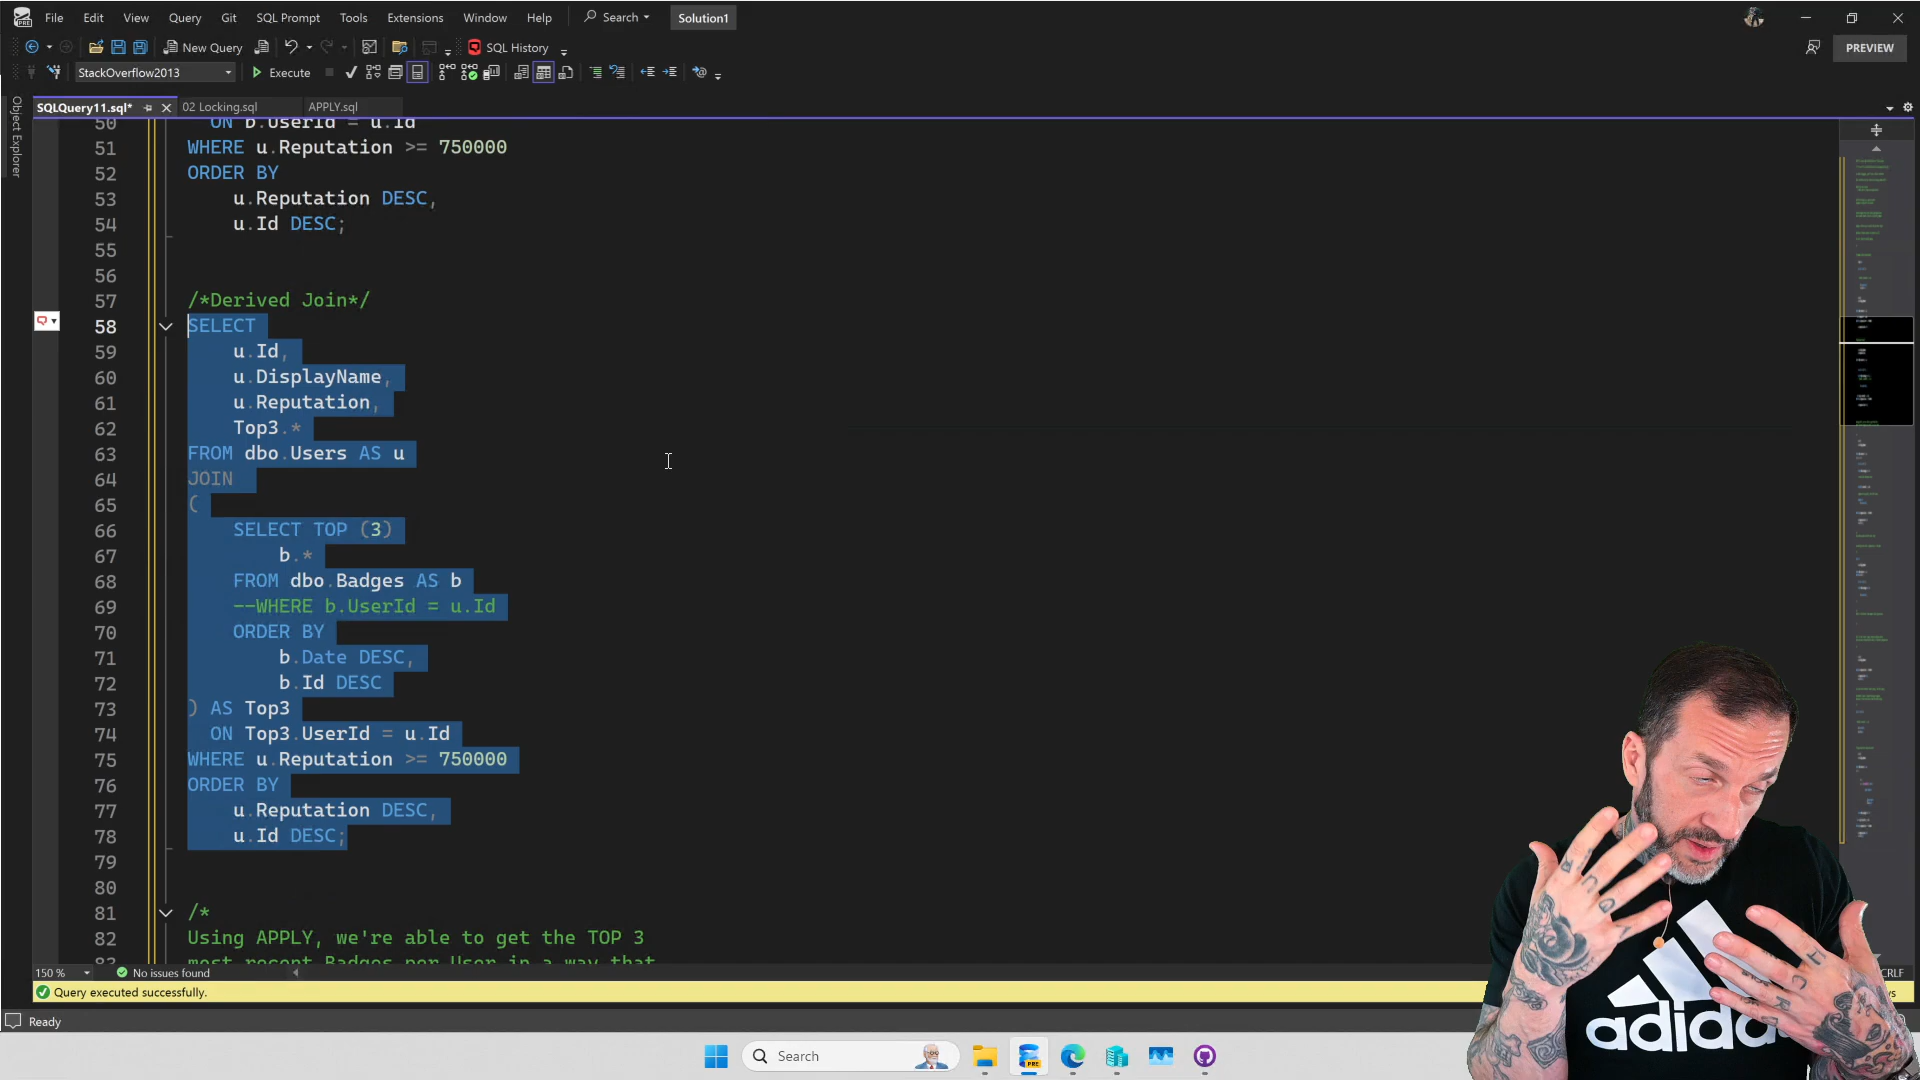 File Edit View Query Git SQL Prompt Tools Extensions Window Help Search Solution1
New Query SQL History PREVIEW
StackOverflow2013 Execute
SQLQuery11.sql* 02 Locking.sql APPLY.sql
Object Explorer
50 ON b.UserId = u.Id
51 WHERE u.Reputation >= 750000
52 ORDER BY
53 u.Reputation DESC,
54 u.Id DESC;
55
56
57 /*Derived Join*/
58 SELECT
59 u.Id,
60 u.DisplayName,
61 u.Reputation,
62 Top3.*
63 FROM dbo.Users AS u
64 JOIN
65 (
66 SELECT TOP (3)
67 b.*
68 FROM dbo.Badges AS b
69 --WHERE b.UserId = u.Id
70 ORDER BY
71 b.Date DESC,
72 b.Id DESC
73 ) AS Top3
74 ON Top3.UserId = u.Id
75 WHERE u.Reputation >= 750000
76 ORDER BY
77 u.Reputation DESC,
78 u.Id DESC;
79
80
81 /*
82 Using APPLY, we're able to get the TOP 3
83 most recent Badges per User in a way that
150 % No issues found CRLF
Query executed successfully.
Ready
Search
adidas